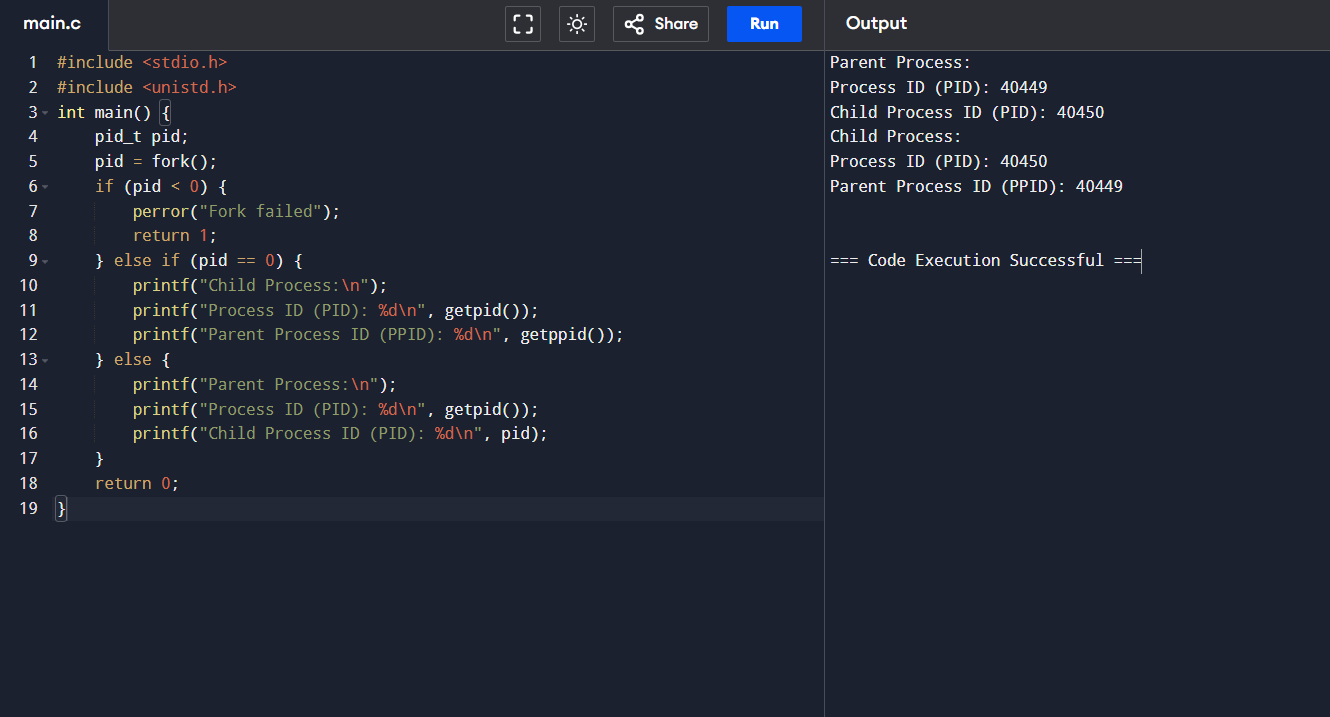 main.c
Share
Run
Output
1 #include <stdio.h>
2 #include <unistd.h>
3 int main() {
4     pid_t pid;
5     pid = fork();
6     if (pid < 0) {
7         perror("Fork failed");
8         return 1;
9     } else if (pid == 0) {
10         printf("Child Process:\n");
11         printf("Process ID (PID): %d\n", getpid());
12         printf("Parent Process ID (PPID): %d\n", getppid());
13     } else {
14         printf("Parent Process:\n");
15         printf("Process ID (PID): %d\n", getpid());
16         printf("Child Process ID (PID): %d\n", pid);
17     }
18     return 0;
19 }
Parent Process:
Process ID (PID): 40449
Child Process ID (PID): 40450
Child Process:
Process ID (PID): 40450
Parent Process ID (PPID): 40449
=== Code Execution Successful ===